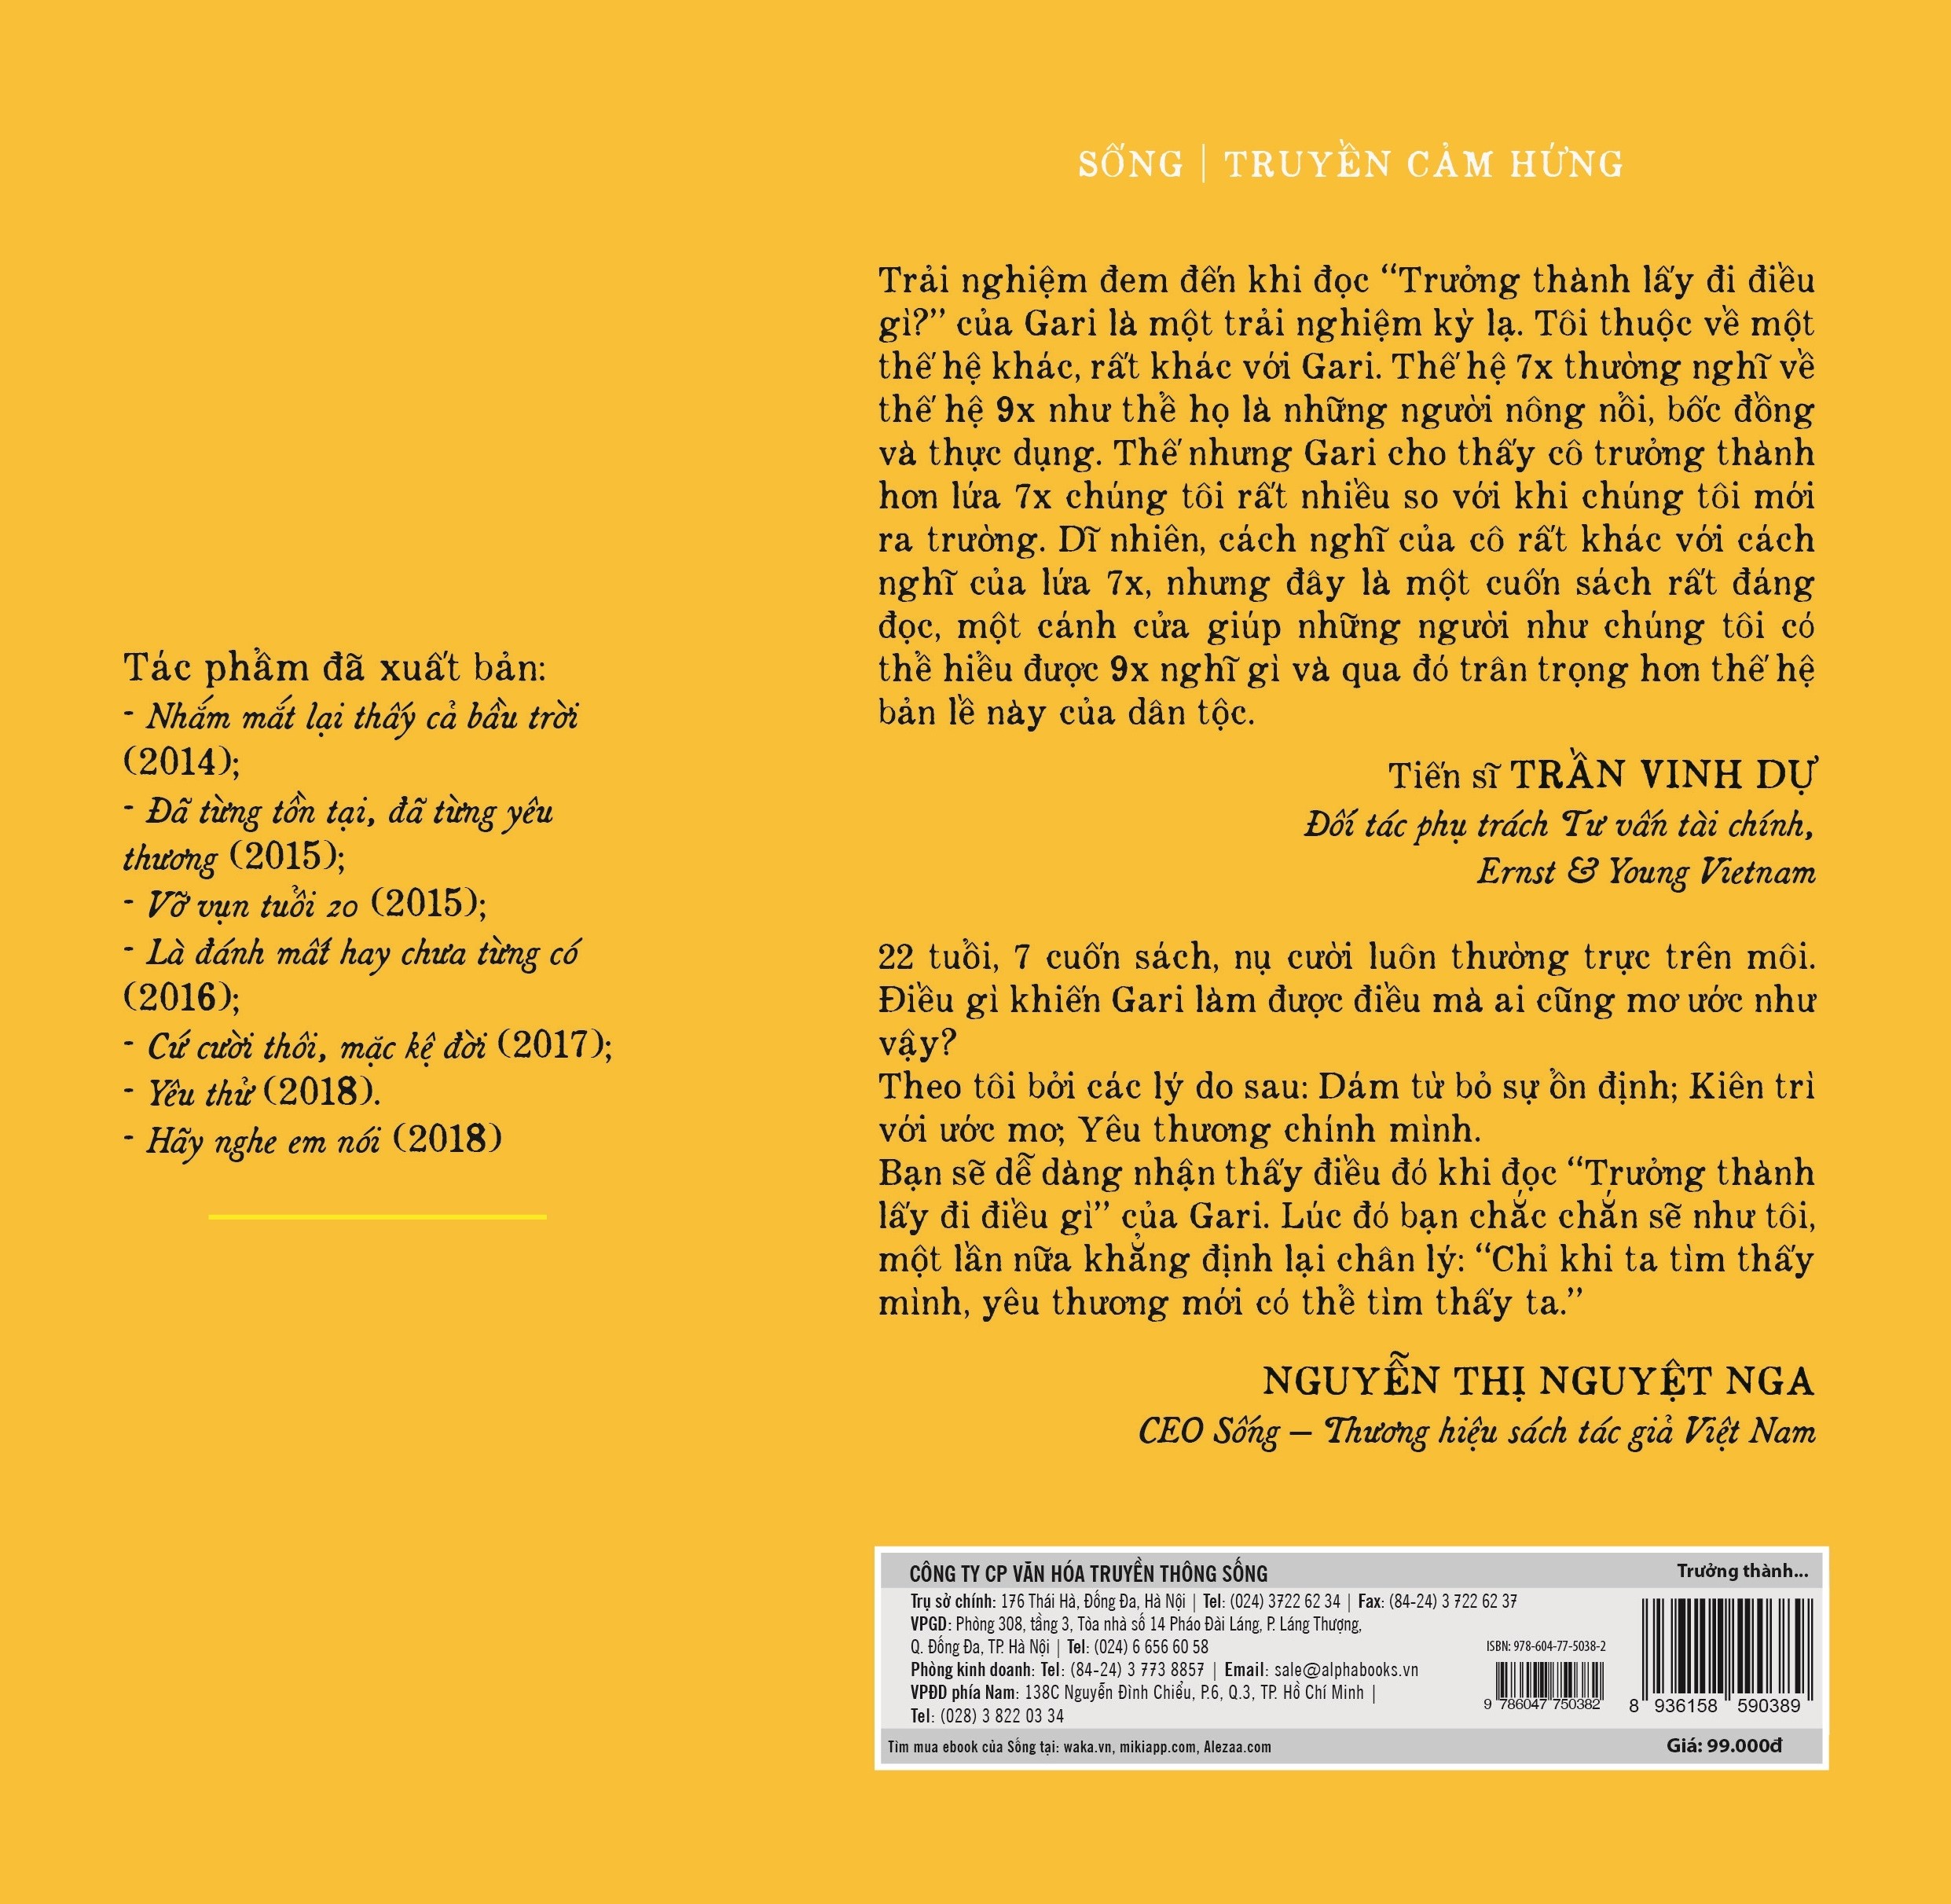 Tác phẩm đã xuất bản:
- Nhắm mắt lại thấy cả bầu trời
(2014);
- Đã từng tồn tại, đã từng yêu
thương (2015);
- Vỡ vụn tuổi 20 (2015);
- Là đánh mất hay chưa từng có
(2016);
- Cứ cười thôi, mặc kệ đời (2017);
- Yêu thử (2018).
- Hãy nghe em nói (2018)
SỐNG | TRUYỀN CẢM HỨNG
Trải nghiệm đem đến khi đọc “Trưởng thành lấy đi điều
gì?” của Gari là một trải nghiệm kỳ lạ. Tôi thuộc về một
thế hệ khác, rất khác với Gari. Thế hệ 7x thường nghĩ về
thế hệ 9x như thể họ là những người nông nổi, bốc đồng
và thực dụng. Thế nhưng Gari cho thấy cô trưởng thành
hơn lứa 7x chúng tôi rất nhiều so với khi chúng tôi mới
ra trường. Dĩ nhiên, cách nghĩ của cô rất khác với cách
nghĩ của lứa 7x, nhưng đây là một cuốn sách rất đáng
đọc, một cánh cửa giúp những người như chúng tôi có
thể hiểu được 9x nghĩ gì và qua đó trân trọng hơn thế hệ
bản lề này của dân tộc.
Tiến sĩ TRẦN VINH DỰ
Đối tác phụ trách Tư vấn tài chính,
Ernst & Young Vietnam
22 tuổi, 7 cuốn sách, nụ cười luôn thường trực trên môi.
Điều gì khiến Gari làm được điều mà ai cũng mơ ước như
vậy?
Theo tôi bởi các lý do sau: Dám từ bỏ sự ổn định; Kiên trì
với ước mơ; Yêu thương chính mình.
Bạn sẽ dễ dàng nhận thấy điều đó khi đọc “Trưởng thành
lấy đi điều gì” của Gari. Lúc đó bạn chắc chắn sẽ như tôi,
một lần nữa khẳng định lại chân lý: “Chỉ khi ta tìm thấy
mình, yêu thương mới có thể tìm thấy ta.”
NGUYỄN THỊ NGUYỆT NGA
CEO Sống – Thương hiệu sách tác giả Việt Nam
CÔNG TY CP VĂN HÓA TRUYỀN THÔNG SỐNG
Trụ sở chính: 176 Thái Hà, Đống Đa, Hà Nội | Tel: (024) 3722 62 34 | Fax: (84-24) 3 722 62 37
VPGD: Phòng 308, tầng 3, Tòa nhà số 14 Pháo Đài Láng, P. Láng Thượng,
Q. Đống Đa, TP. Hà Nội | Tel: (024) 6 656 60 58
Phòng kinh doanh: Tel: (84-24) 3 773 8857 | Email: sale@alphabooks.vn
VPĐD phía Nam: 138C Nguyễn Đình Chiểu, P.6, Q.3, TP. Hồ Chí Minh |
Tel: (028) 3 822 03 34
Tìm mua ebook của Sống tại: waka.vn, mikiapp.com, Alezaa.com
Trưởng thành...
ISBN: 978-604-77-5038-2
9 786047 750382
8 936158 590389
Giá: 99.000đ